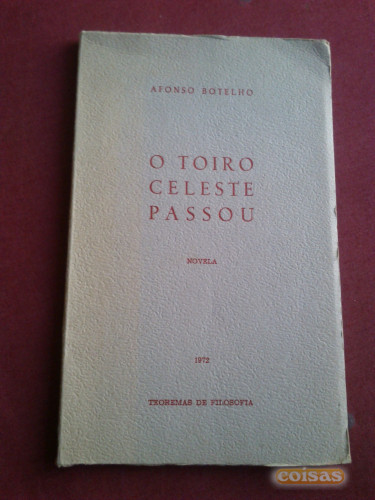 AFONSO BOTELHO
O TOIRO
CELESTE
PASSOU
NOVELA
1972
TEOREMAS DE FILOSOFIA
coisas